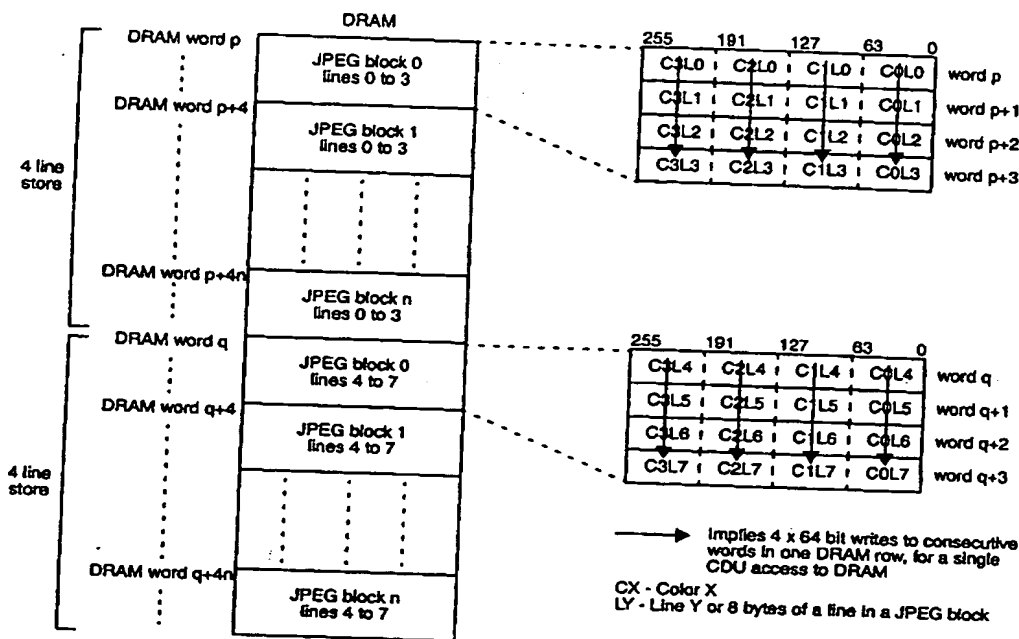 DRAM
DRAM word p
JPEG block 0
lines 0 to 3
DRAM word p+4
JPEG block 1
lines 0 to 3
4 line
store
DRAM word p+4n
JPEG block n
lines 0 to 3
255 191 127 63 0
C3L0 C2L0 C1L0 C0L0 word p
C3L1 C2L1 C1L1 C0L1 word p+1
C3L2 C2L2 C1L2 C0L2 word p+2
C3L3 C2L3 C1L3 C0L3 word p+3
DRAM word q
JPEG block 0
lines 4 to 7
DRAM word q+4
JPEG block 1
lines 4 to 7
4 line
store
DRAM word q+4n
JPEG block n
lines 4 to 7
255 191 127 63 0
C3L4 C2L4 C1L4 C0L4 word q
C3L5 C2L5 C1L5 C0L5 word q+1
C3L6 C2L6 C1L6 C0L6 word q+2
C3L7 C2L7 C1L7 C0L7 word q+3
Implies 4 x 64 bit writes to consecutive
words in one DRAM row, for a single
CDU access to DRAM
CX - Color X
LY - Line Y or 8 bytes of a line in a JPEG block